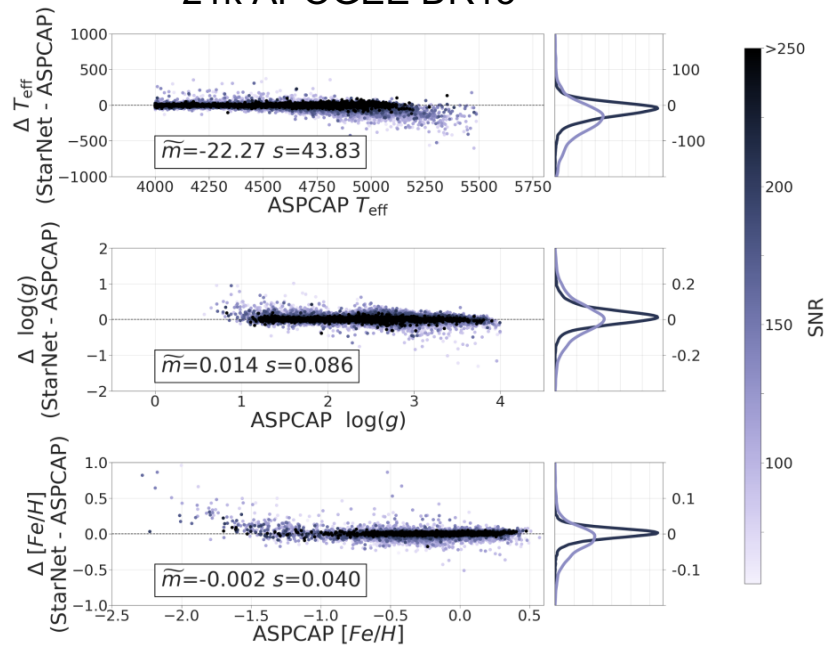 1000
500
0
−500
−1000
Δ T_eff
(StarNet - ASPCAP)
m̃=-22.27 s=43.83
4000 4250 4500 4750 5000 5250 5500 5750
ASPCAP T_eff
100
0
-100
2
1
0
−1
−2
Δ log(g)
(StarNet - ASPCAP)
m̃=0.014 s=0.086
0 1 2 3 4
ASPCAP log(g)
0.2
0
-0.2
1.0
0.5
0.0
−0.5
−1.0
Δ [Fe/H]
(StarNet - ASPCAP)
m̃=-0.002 s=0.040
−2.5 −2.0 −1.5 −1.0 −0.5 0.0 0.5
ASPCAP [Fe/H]
0.1
0
-0.1
>250
200
150
100
SNR